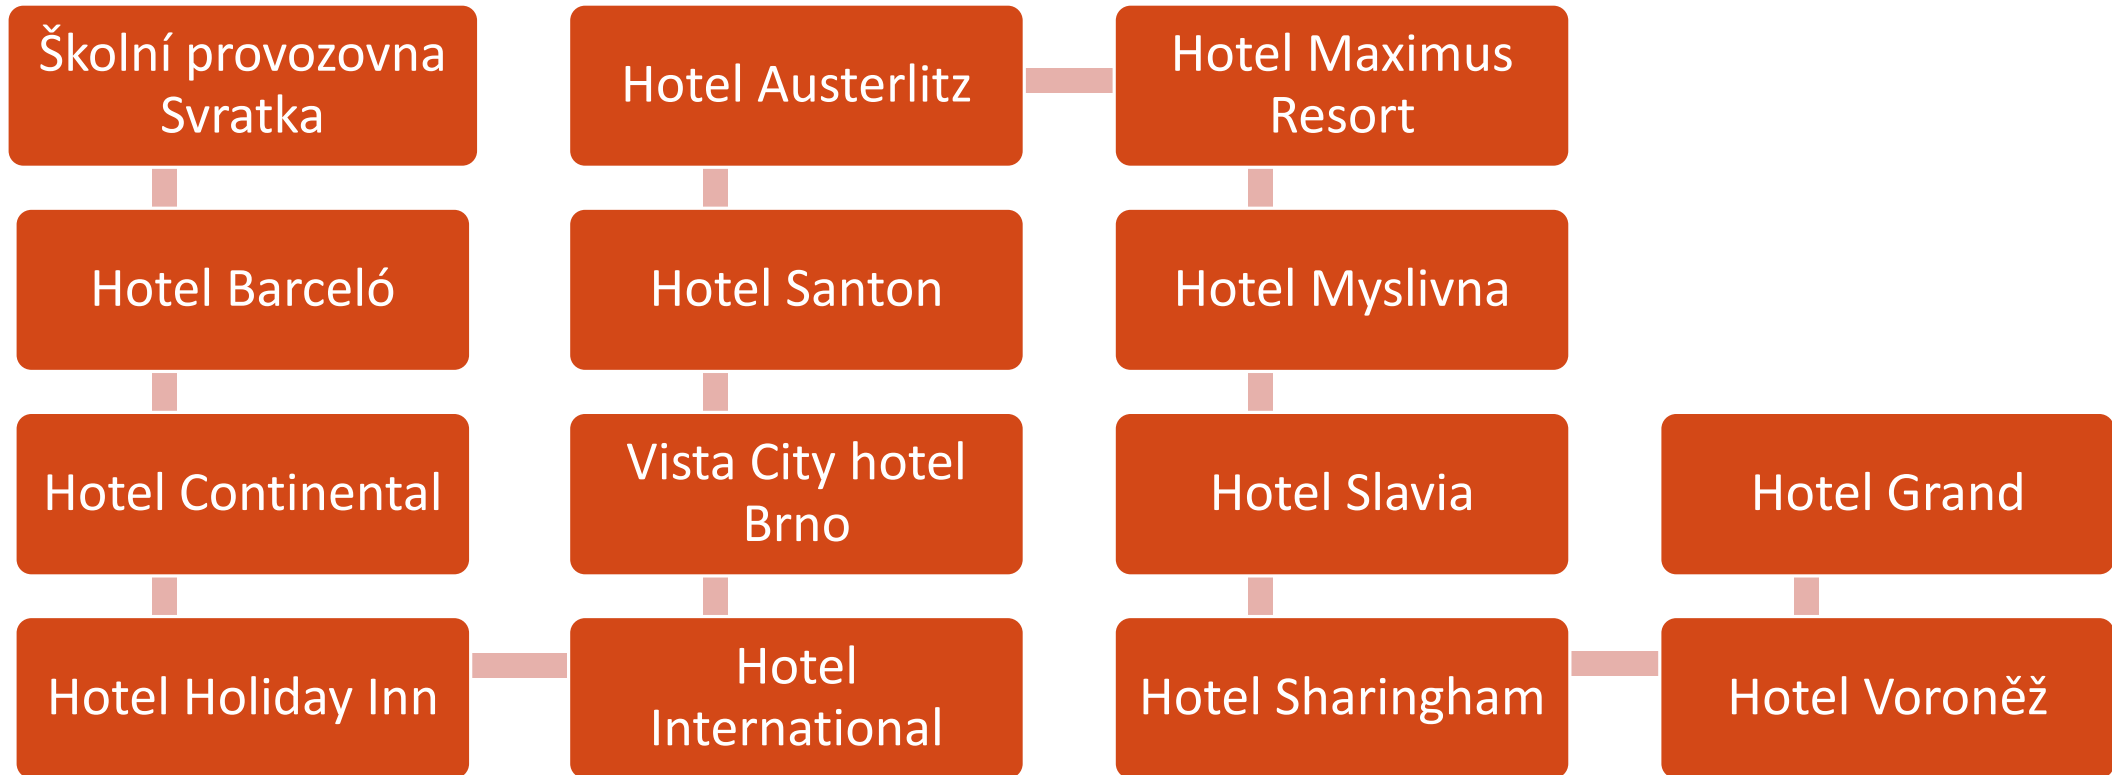 Školní provozovna
Svratka
Hotel Barceló
Hotel Continental
Hotel Holiday Inn
Hotel
International
Vista City hotel
Brno
Hotel Santon
Hotel Austerlitz
Hotel Maximus
Resort
Hotel Myslivna
Hotel Slavia
Hotel Sharingham
Hotel Voroněž
Hotel Grand